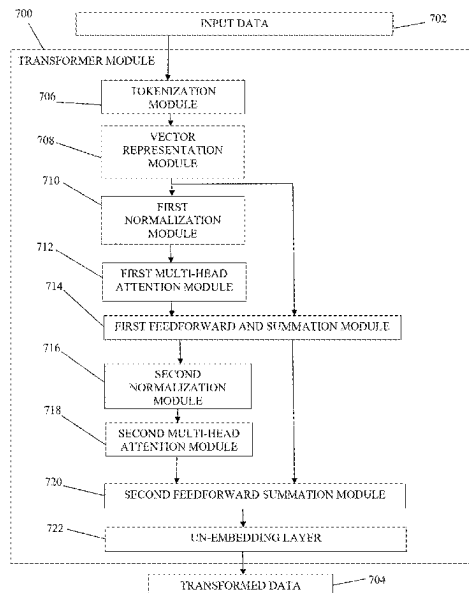 700
INPUT DATA
702
TRANSFORMER MODULE
706
TOKENIZATION
MODULE
708
VECTOR
REPRESENTATION
MODULE
710
FIRST
NORMALIZATION
MODULE
712
FIRST MULTI-HEAD
ATTENTION MODULE
714
FIRST FEEDFORWARD AND SUMMATION MODULE
716
SECOND
NORMALIZATION
MODULE
718
SECOND MULTI-HEAD
ATTENTION MODULE
720
SECOND FEEDFORWARD SUMMATION MODULE
722
UN-EMBEDDING LAYER
TRANSFORMED DATA
704